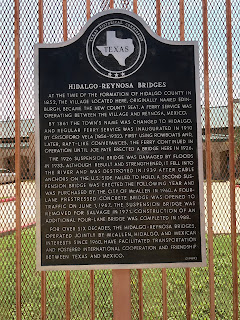 TEXAS
HIDALGO-REYNOSA BRIDGES
AT THE TIME OF THE FORMATION OF HIDALGO COUNTY IN
1852, THE VILLAGE LOCATED HERE, ORIGINALLY NAMED EDIN-
BURGH, BECAME THE NEW COUNTY SEAT. A FERRY SERVICE WAS
OPERATING BETWEEN THE VILLAGE AND REYNOSA, MEXICO.
BY 1861 THE TOWN'S NAME WAS CHANGED TO HIDALGO,
AND REGULAR FERRY SERVICE WAS INAUGURATED IN 1910
BY CRISOFORO VELA (1854-1922). FIRST USING ROWBOATS AND,
LATER, RAFT-LIKE CONVEYANCES, THE FERRY CONTINUED IN
OPERATION UNTIL JOE PATE ERECTED A BRIDGE HERE IN 1926.
THE 1926 SUSPENSION BRIDGE WAS DAMAGED BY FLOODS
IN 1933. ALTHOUGH REBUILT AND STRENGTHENED, IT FELL INTO
THE RIVER AND WAS DESTROYED IN 1939 AFTER CABLE
ANCHORS ON THE U.S. SIDE FAILED TO HOLD. A SECOND SUS-
PENSION BRIDGE WAS ERECTED THE FOLLOWING YEAR AND
WAS PURCHASED BY THE CITY OF McALLEN IN 1960. A FOUR-
LANE PRESTRESSED CONCRETE BRIDGE WAS OPENED TO
TRAFFIC ON JUNE 1, 1967. THE SUSPENSION BRIDGE WAS
REMOVED FOR SALVAGE IN 1971. CONSTRUCTION OF AN
ADDITIONAL FOUR-LANE BRIDGE WAS COMPLETED IN 1988.
FOR OVER SIX DECADES, THE HIDALGO-REYNOSA BRIDGES,
OPERATED JOINTLY BY McALLEN, HIDALGO, AND MEXICAN
INTERESTS SINCE 1960, HAVE FACILITATED TRANSPORTATION
AND FOSTERED INTERNATIONAL COOPERATION AND FRIENDSHIP
BETWEEN TEXAS AND MEXICO.